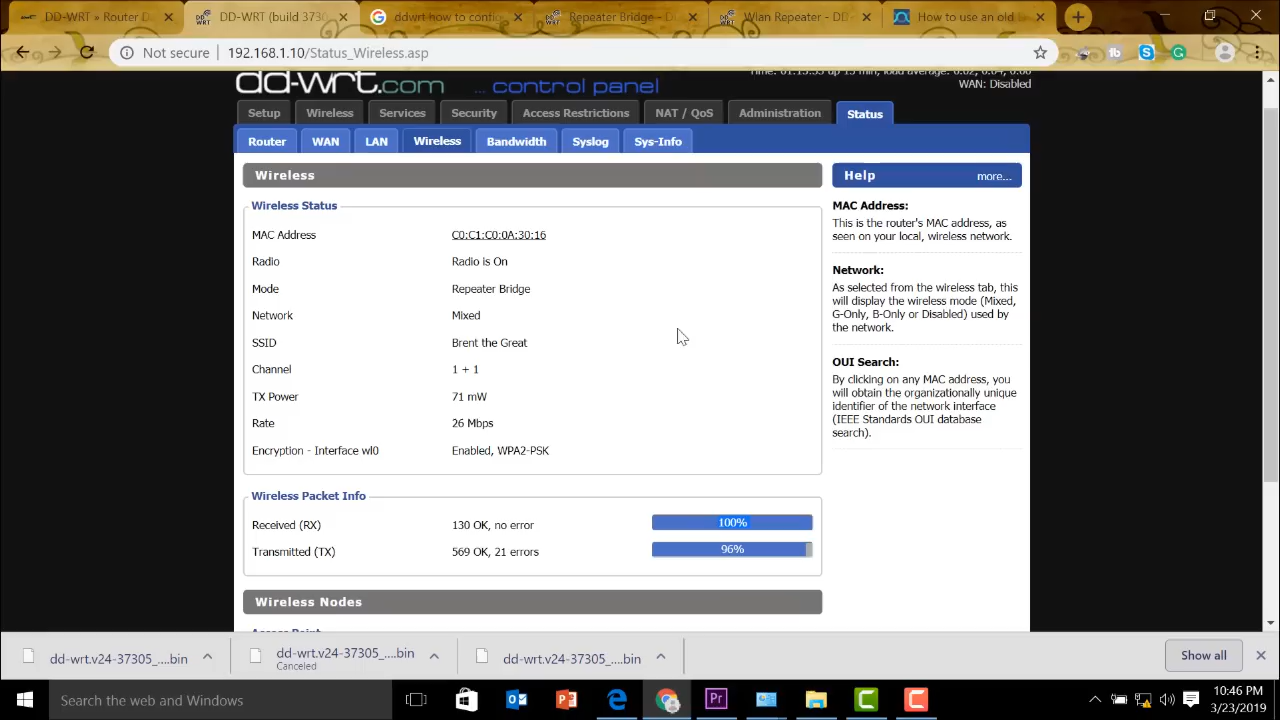 DD-WRT » Router D ×
DD-WRT (build 3730 ×
ddwrt how to config ×
Repeater Bridge - D ×
Wlan Repeater - DD ×
How to use an old ×
Not secure | 192.168.1.10/Status_Wireless.asp
dd-wrt.com ... control panel
WAN: Disabled
Setup
Wireless
Services
Security
Access Restrictions
NAT / QoS
Administration
Status
Router
WAN
LAN
Wireless
Bandwidth
Syslog
Sys-Info
Wireless
Wireless Status
MAC Address C0:C1:C0:0A:30:16
Radio Radio is On
Mode Repeater Bridge
Network Mixed
SSID Brent the Great
Channel 1 + 1
TX Power 71 mW
Rate 26 Mbps
Encryption - Interface wl0 Enabled, WPA2-PSK
Wireless Packet Info
Received (RX) 130 OK, no error 100%
Transmitted (TX) 569 OK, 21 errors 96%
Wireless Nodes
Access Point
Help more...
MAC Address:
This is the router's MAC address, as
seen on your local, wireless network.
Network:
As selected from the wireless tab, this
will display the wireless mode (Mixed,
G-Only, B-Only or Disabled) used by
the network.
OUI Search:
By clicking on any MAC address, you
will obtain the organizationally unique
identifier of the network interface
(IEEE Standards OUI database
search).
dd-wrt.v24-37305_....bin
dd-wrt.v24-37305_....bin
Canceled
dd-wrt.v24-37305_....bin
Show all
Search the web and Windows
10:46 PM
3/23/2019